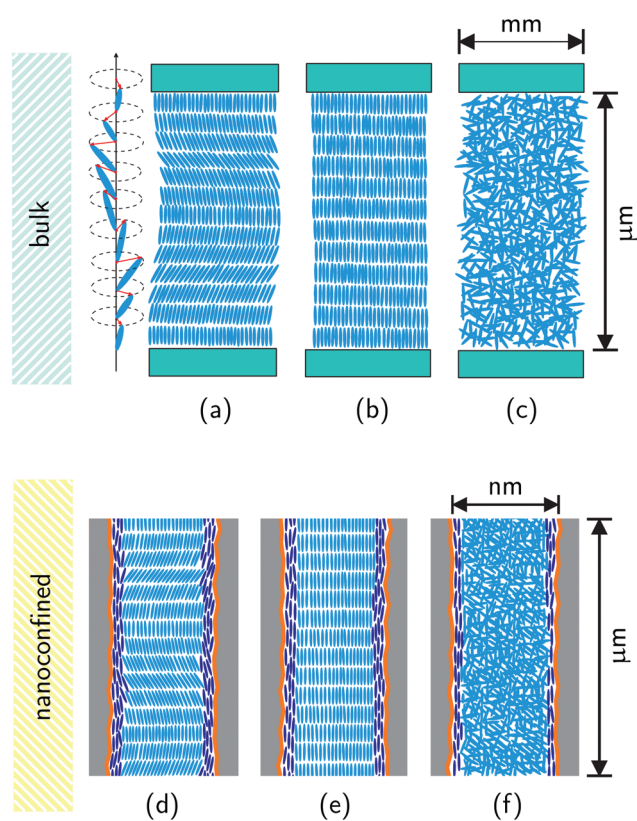 mm
bulk
μm
(a)
(b)
(c)
nm
nanoconfined
μm
(d)
(e)
(f)